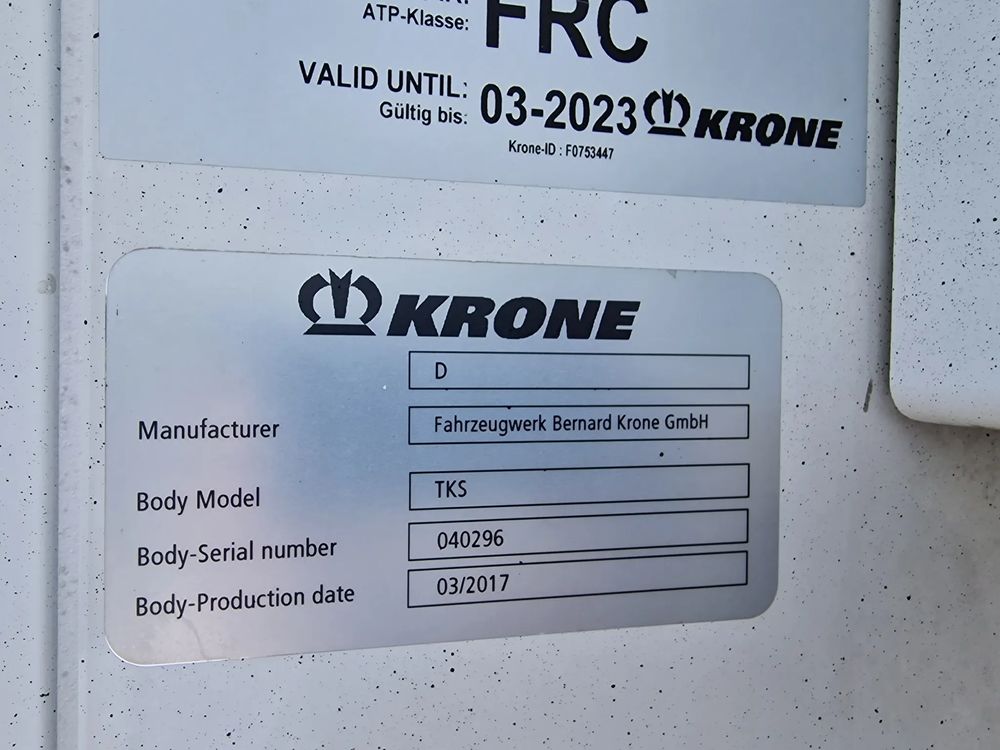 ATP-Klasse: FRC
VALID UNTIL:
Gültig bis: 03-2023 KRONE
Krone-ID : F0753447
KRONE
D
Manufacturer Fahrzeugwerk Bernard Krone GmbH
Body Model TKS
Body-Serial number 040296
Body-Production date 03/2017